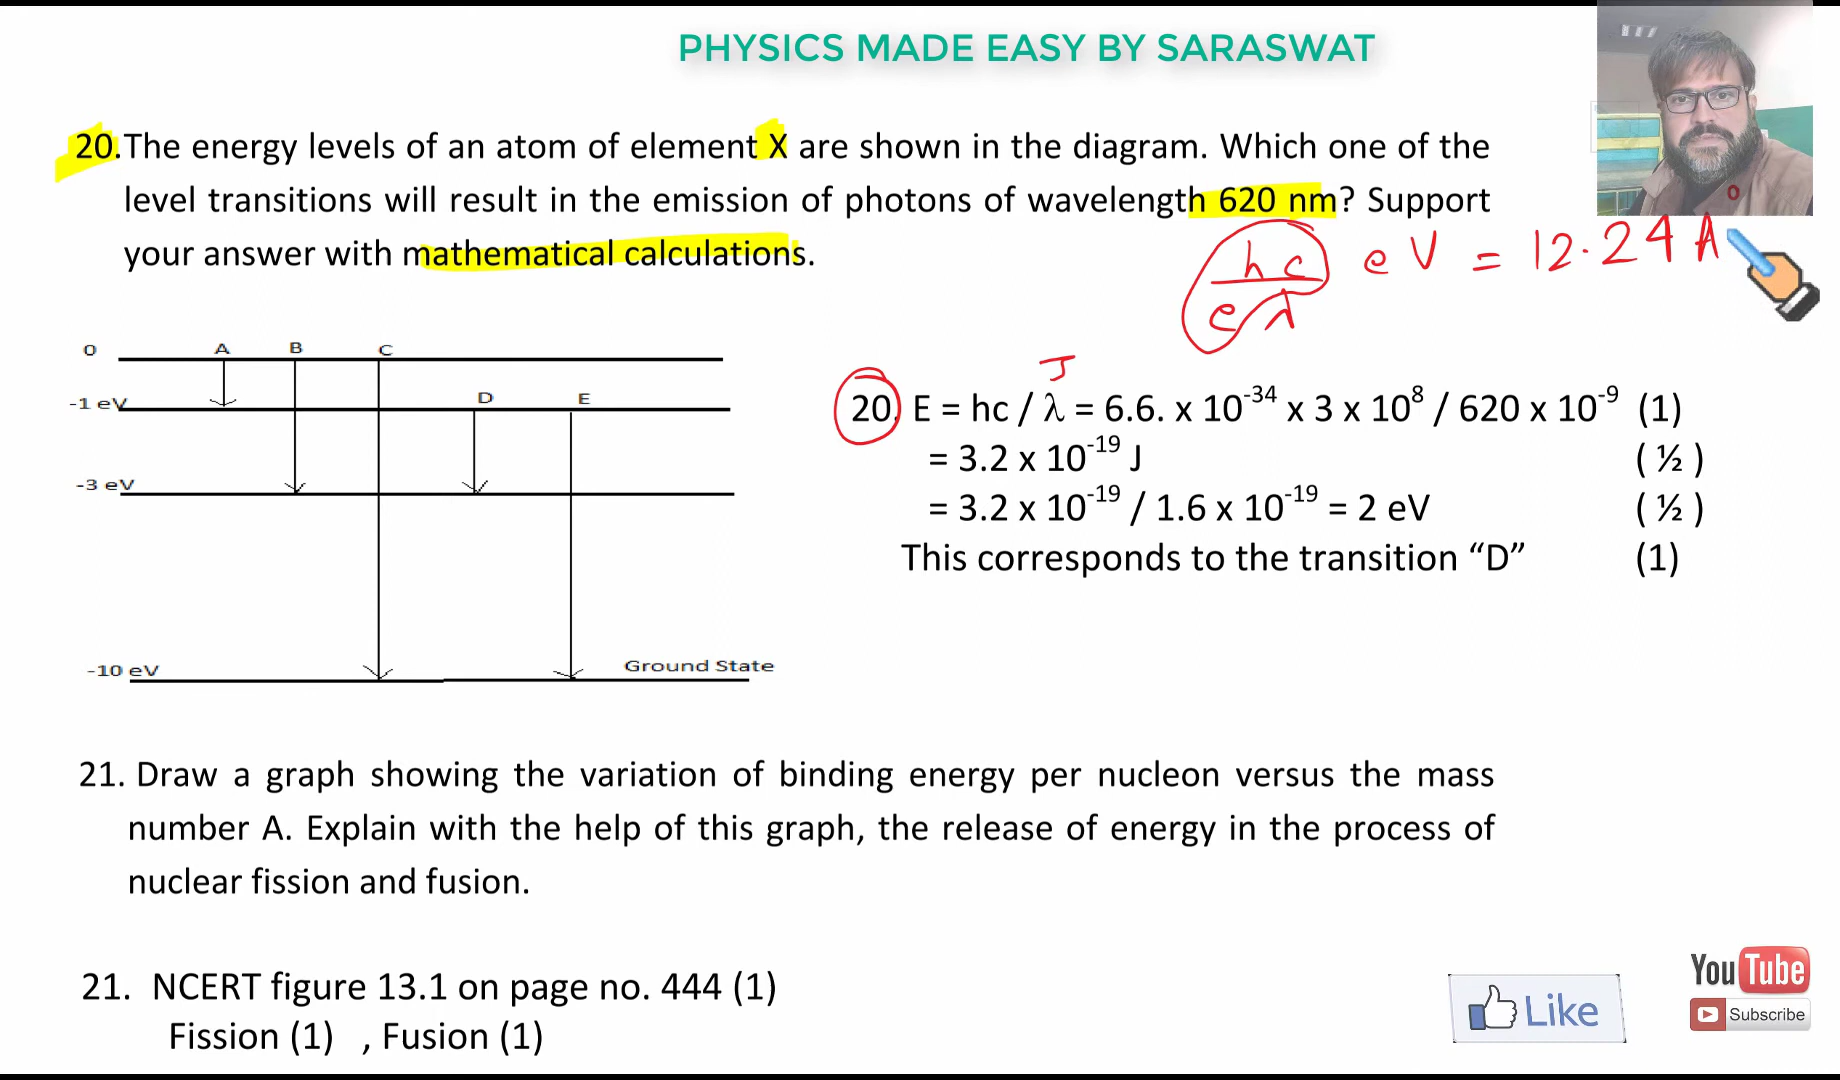 PHYSICS MADE EASY BY SARASWAT
20.The energy levels of an atom of element X are shown in the diagram. Which one of the
level transitions will result in the emission of photons of wavelength 620 nm? Support
your answer with mathematical calculations.
hc / eλ eV = 12.24 A°
0 A B C
-1 eV D E
-3 eV
-10 eV Ground State
J
20. E = hc / λ = 6.6. x 10⁻³⁴ x 3 x 10⁸ / 620 x 10⁻⁹ (1)
= 3.2 x 10⁻¹⁹ J ( ½ )
= 3.2 x 10⁻¹⁹ / 1.6 x 10⁻¹⁹ = 2 eV ( ½ )
This corresponds to the transition “D” (1)
21. Draw a graph showing the variation of binding energy per nucleon versus the mass
number A. Explain with the help of this graph, the release of energy in the process of
nuclear fission and fusion.
21. NCERT figure 13.1 on page no. 444 (1)
Fission (1) , Fusion (1)
Like
YouTube
Subscribe